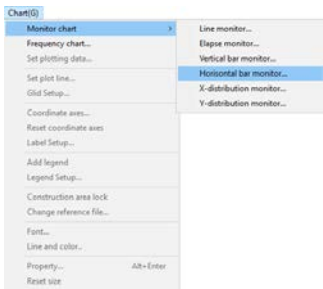 Chart(G)
Monitor chart
Frequency chart...
Set plotting data...
Set plot line...
Glid Setup...
Coordinate axes...
Reset coordinate axes
Label Setup...
Add legend
Legend Setup...
Construction area lock
Change reference file...
Font...
Line and color..
Property... Alt+Enter
Reset size
Line monitor...
Elapse monitor...
Vertical bar monitor...
Horisontal bar monitor...
X-distribution monitor...
Y-distribution monitor...